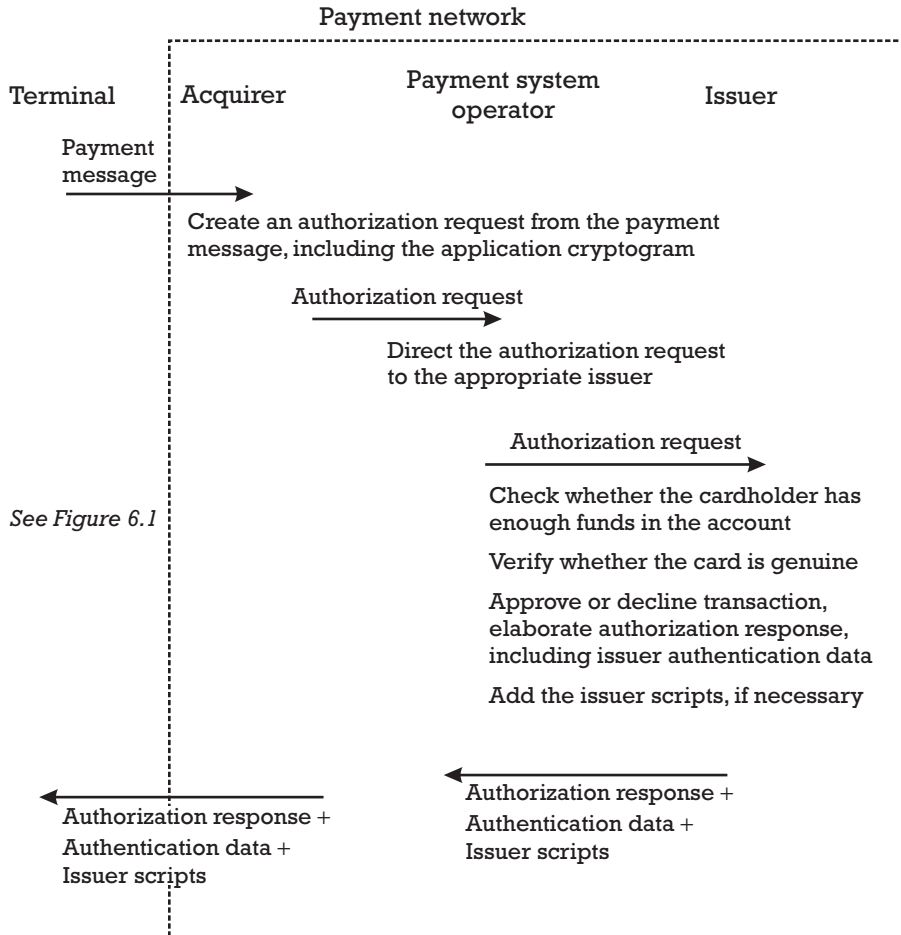 Payment network
Terminal
Acquirer
Payment system
operator
Issuer
Payment
message
Create an authorization request from the payment
message, including the application cryptogram
Authorization request
Direct the authorization request
to the appropriate issuer
Authorization request
See Figure 6.1
Check whether the cardholder has
enough funds in the account
Verify whether the card is genuine
Approve or decline transaction,
elaborate authorization response,
including issuer authentication data
Add the issuer scripts, if necessary
Authorization response +
Authentication data +
Issuer scripts
Authorization response +
Authentication data +
Issuer scripts